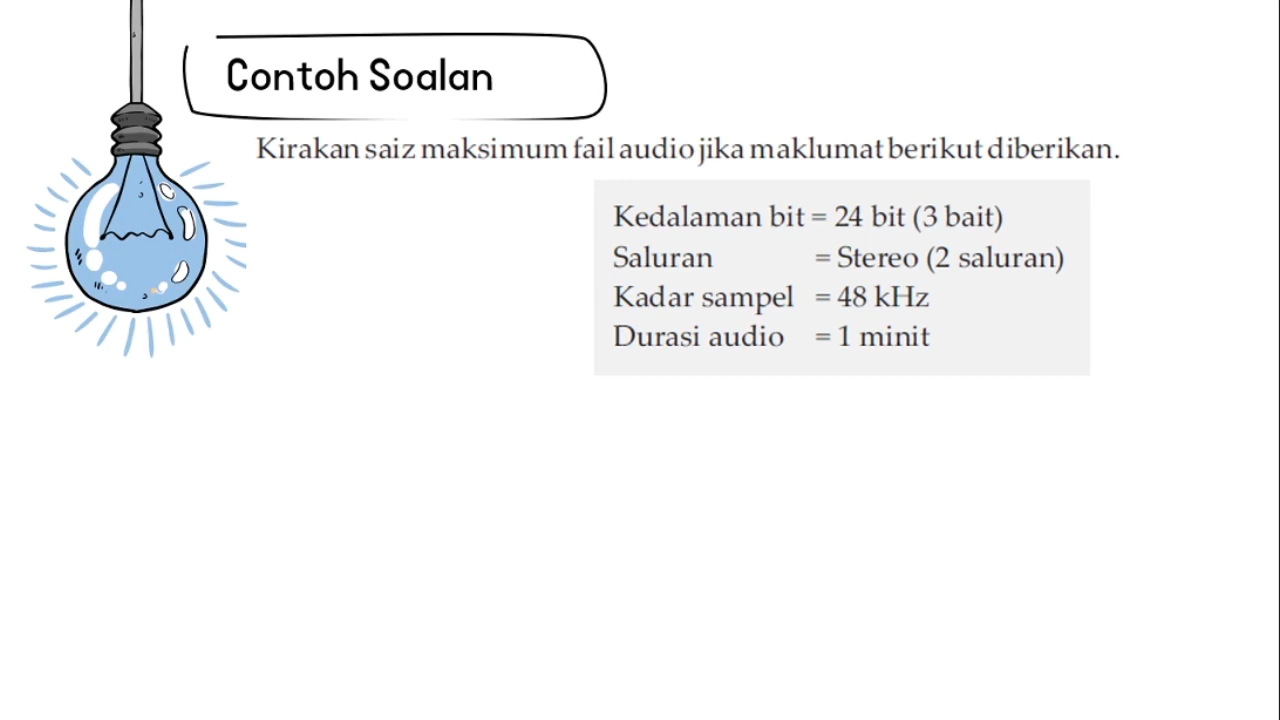 Contoh Soalan
Kirakan saiz maksimum fail audio jika maklumat berikut diberikan.
Kedalaman bit = 24 bit (3 bait)
Saluran = Stereo (2 saluran)
Kadar sampel = 48 kHz
Durasi audio = 1 minit